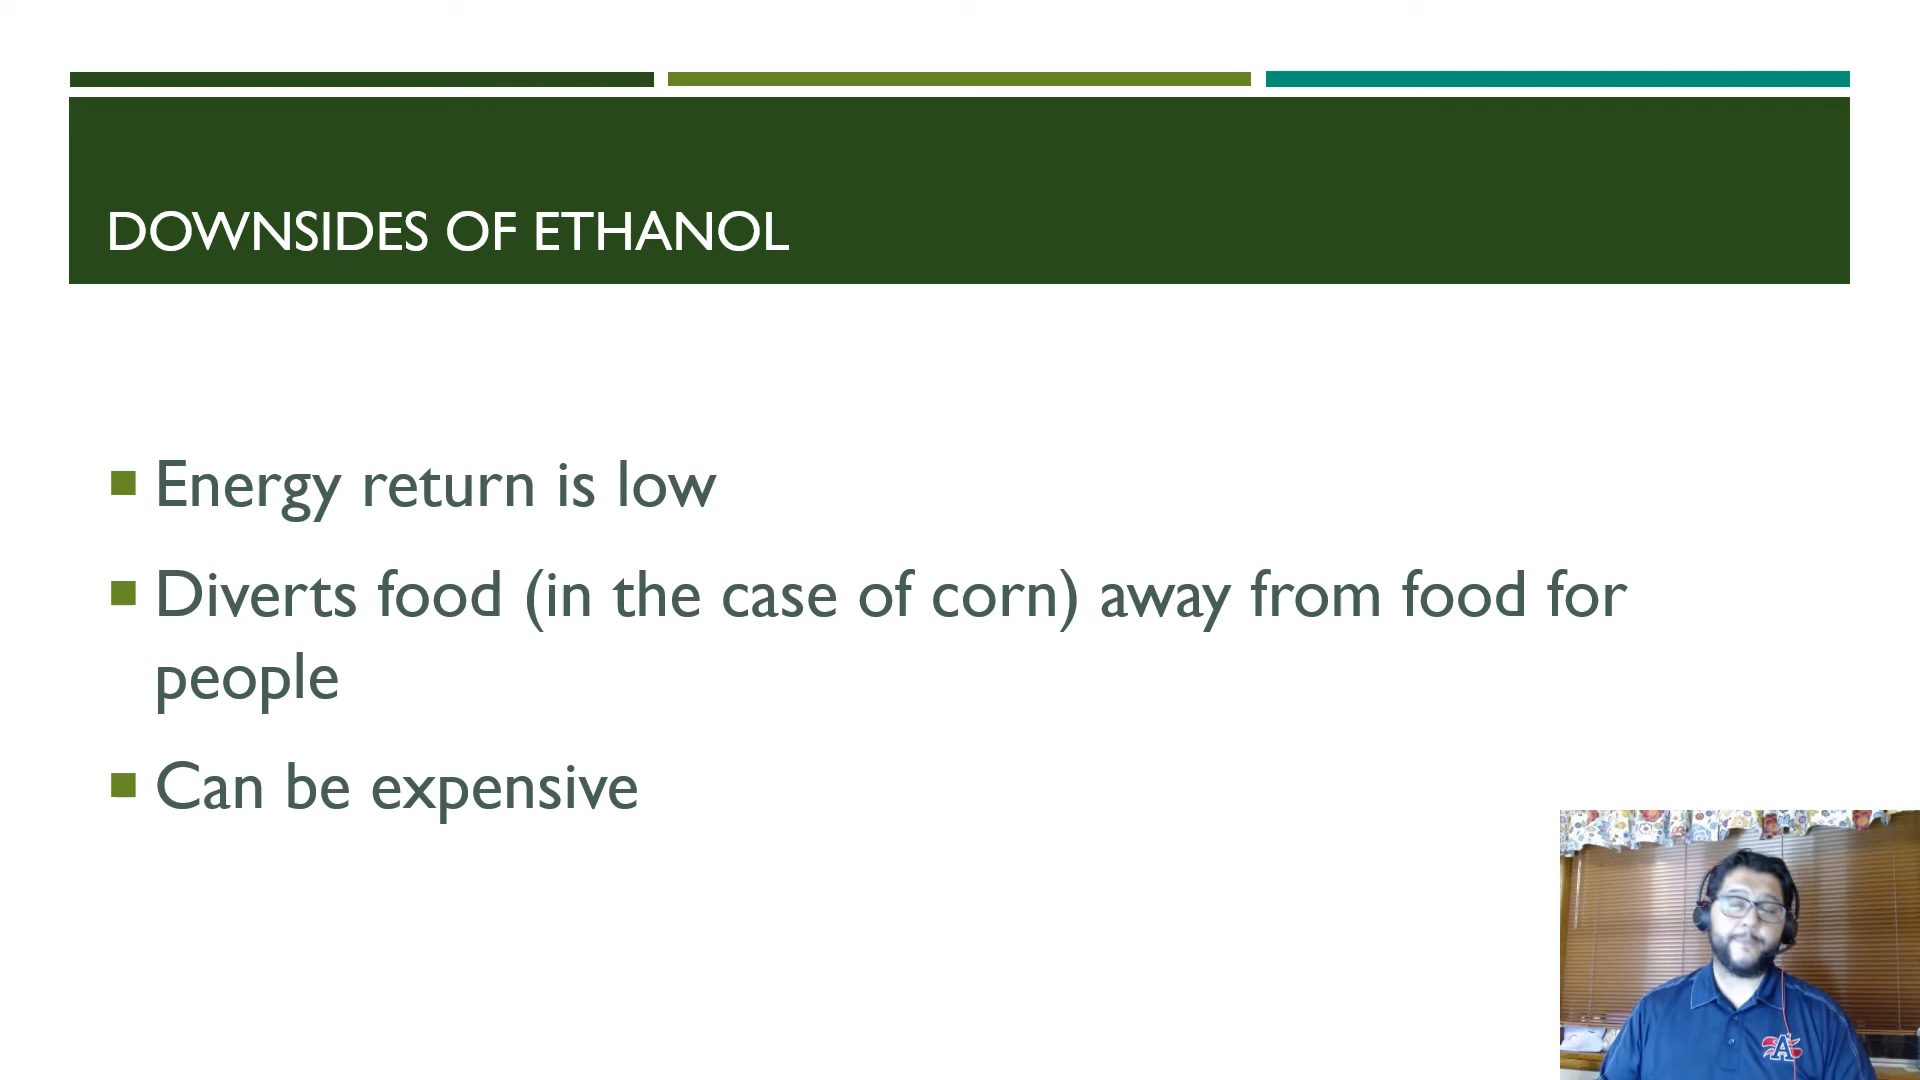 DOWNSIDES OF ETHANOL
Energy return is low
Diverts food (in the case of corn) away from food for
people
Can be expensive
A